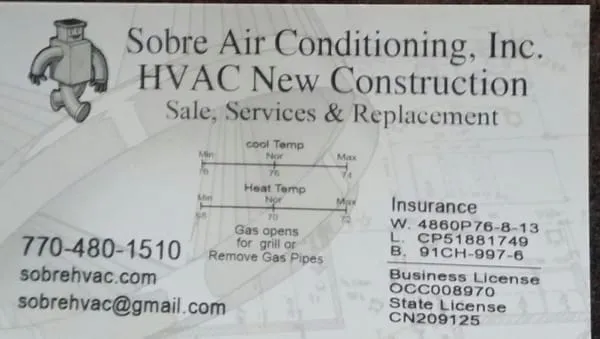 Sobre Air Conditioning, Inc.
HVAC New Construction
Sale, Services & Replacement
cool Temp
Min Nor Max
76 74
Heat Temp
Min Nor Max
68 70 72
Gas opens
for grill or
Remove Gas Pipes
770-480-1510
sobrehvac.com
sobrehvac@gmail.com
Insurance
W. 4860P76-8-13
L. CP51881749
B. 91CH-997-6
Business License
OCC008970
State License
CN209125